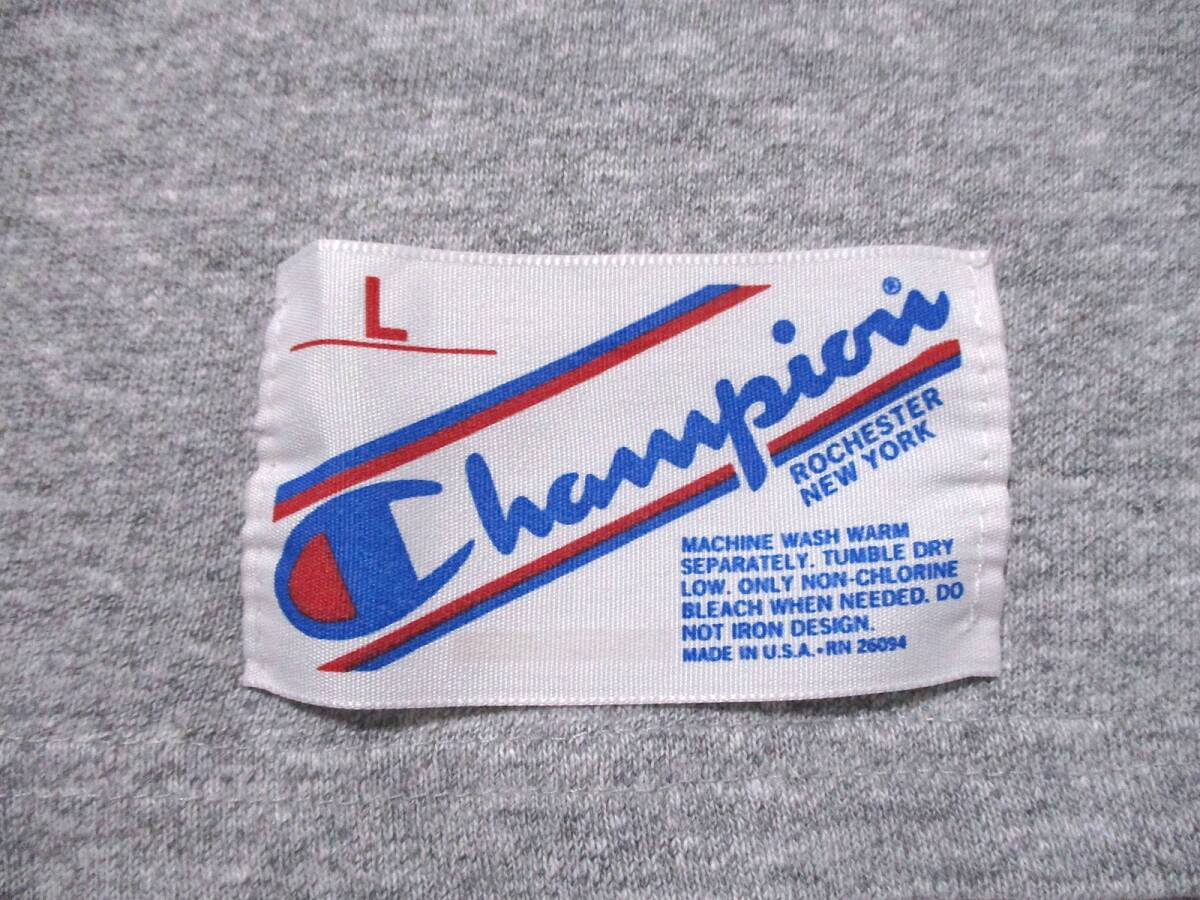 L
Champion®
ROCHESTER
NEW YORK
MACHINE WASH WARM
SEPARATELY. TUMBLE DRY
LOW. ONLY NON-CHLORINE
BLEACH WHEN NEEDED. DO
NOT IRON DESIGN.
MADE IN U.S.A. • RN 26094